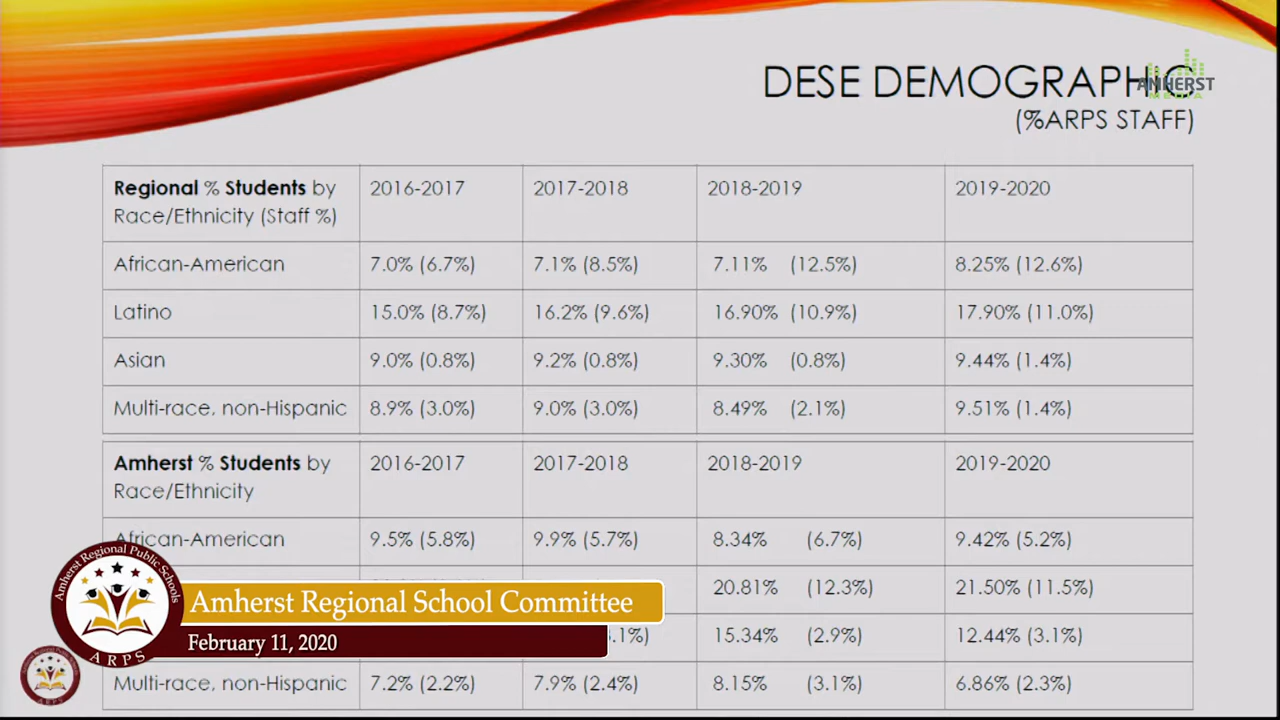 DESE DEMOGRAPHIC
AMHERST
MEDIA
(%ARPS STAFF)
Regional % Students by Race/Ethnicity (Staff %) 2016-2017 2017-2018 2018-2019 2019-2020
African-American 7.0% (6.7%) 7.1% (8.5%) 7.11% (12.5%) 8.25% (12.6%)
Latino 15.0% (8.7%) 16.2% (9.6%) 16.90% (10.9%) 17.90% (11.0%)
Asian 9.0% (0.8%) 9.2% (0.8%) 9.30% (0.8%) 9.44% (1.4%)
Multi-race, non-Hispanic 8.9% (3.0%) 9.0% (3.0%) 8.49% (2.1%) 9.51% (1.4%)
Amherst % Students by Race/Ethnicity 2016-2017 2017-2018 2018-2019 2019-2020
African-American 9.5% (5.8%) 9.9% (5.7%) 8.34% (6.7%) 9.42% (5.2%)
20.81% (12.3%) 21.50% (11.5%)
.1%) 15.34% (2.9%) 12.44% (3.1%)
Multi-race, non-Hispanic 7.2% (2.2%) 7.9% (2.4%) 8.15% (3.1%) 6.86% (2.3%)
Amherst Regional Public Schools
ARPS
Amherst Regional School Committee
February 11, 2020